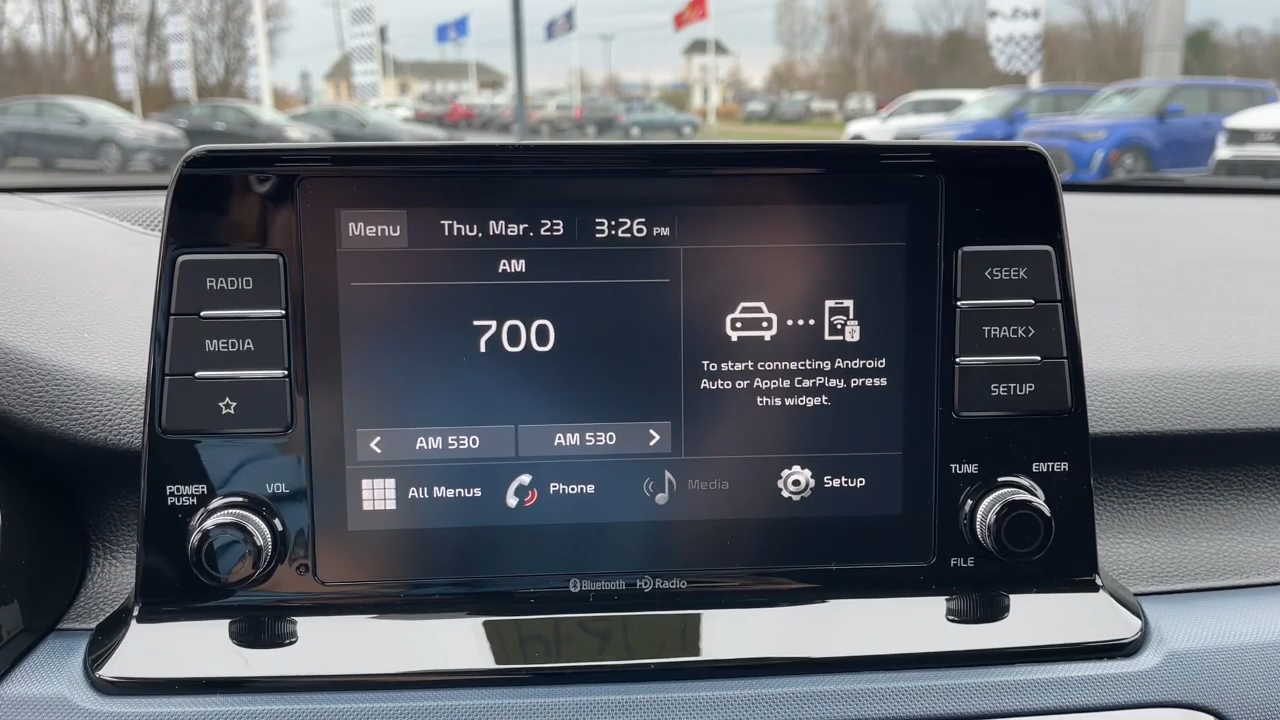 Menu
Thu, Mar. 23
3:26 PM
AM
700
AM 530
AM 530
To start connecting Android
Auto or Apple CarPlay, press
this widget.
All Menus
Phone
Media
Setup
RADIO
MEDIA
POWER
PUSH
VOL
<SEEK
TRACK>
SETUP
TUNE
ENTER
FILE
Bluetooth
HD Radio